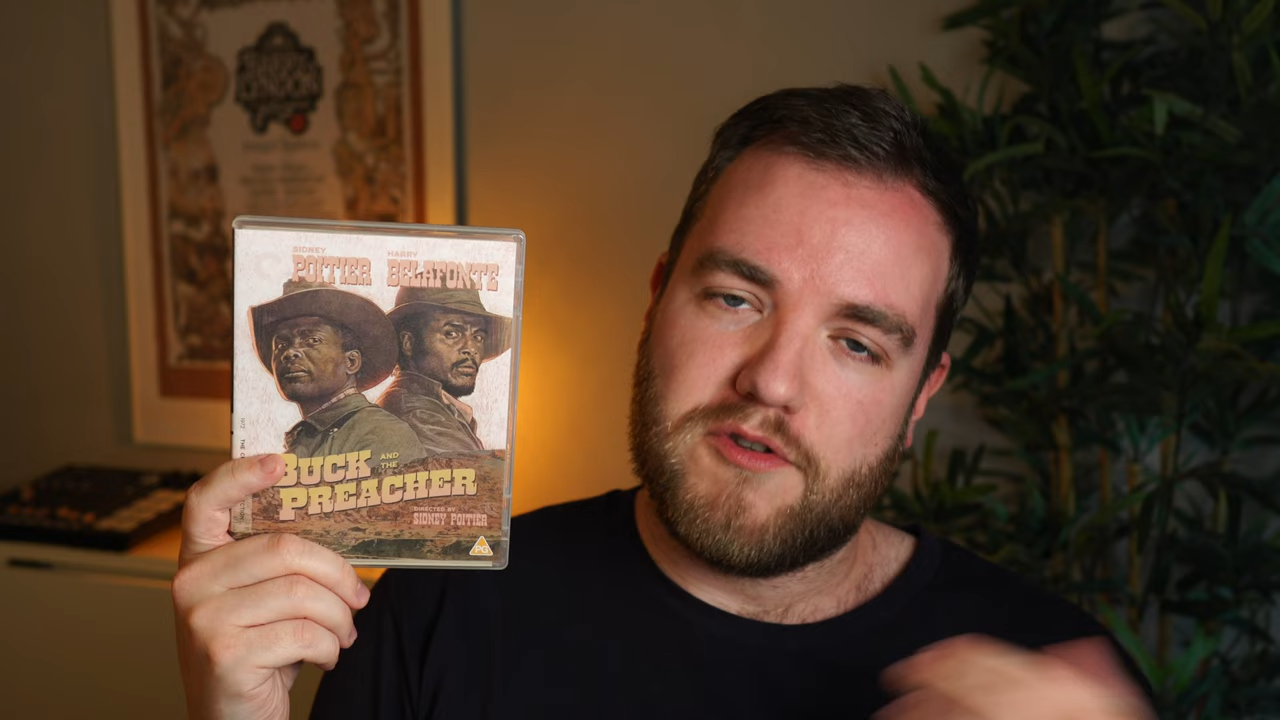 SIDNEY
POITIER
HARRY
BELAFONTE
BUCK
AND
THE
PREACHER
DIRECTED BY
SIDNEY POITIER
PG